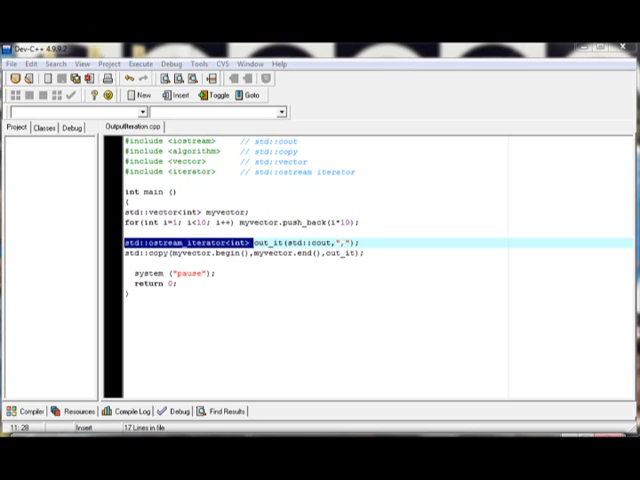 Dev-C++ 4.9.9.2
File Edit Search View Project Execute Debug Tools CVS Window Help
New Insert Toggle Goto
Project Classes Debug OutputIteration.cpp
#include <iostream> // std::cout
#include <algorithm> // std::copy
#include <vector> // std::vector
#include <iterator> // std::ostream iterator
int main ()
{
std::vector<int> myvector;
for(int i=1; i<10; i++) myvector.push_back(i*10);
std::ostream_iterator<int> out_it(std::cout,",");
std::copy(myvector.begin(),myvector.end(),out_it);
system ("pause");
return 0;
}
Compiler Resources Compile Log Debug Find Results
11: 28 Insert 17 Lines in file